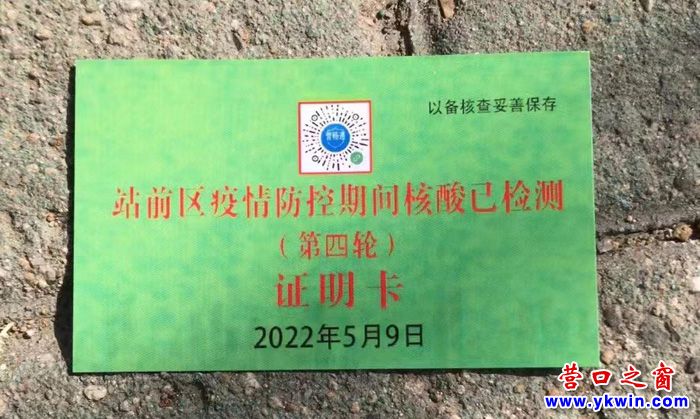 以备核查妥善保存
营畅通
站前区疫情防控期间核酸已检测
（第四轮）
证明卡
2022年5月9日
营口之窗
www.ykwin.com